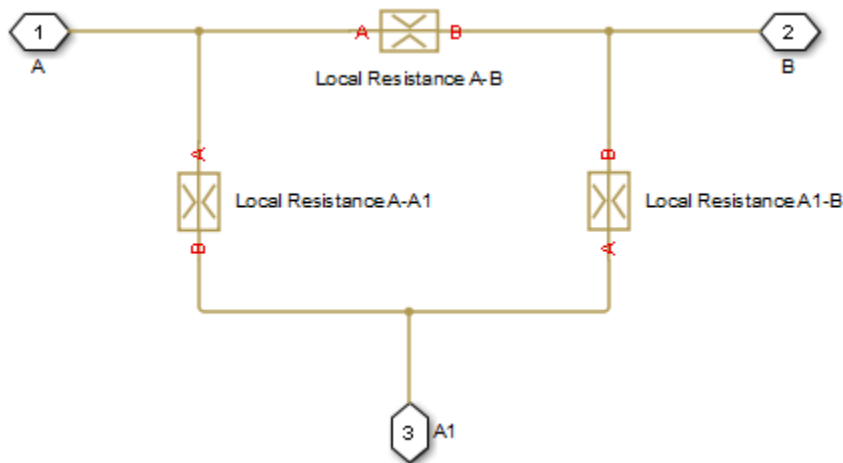 1
A
A
B
2
B
Local Resistance A-B
A
Local Resistance A-A1
B
B
Local Resistance A1-B
A
3
A1